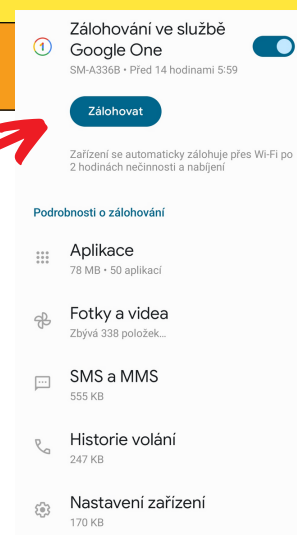 Zálohování ve službě
Google One
SM-A336B • Před 14 hodinami 5:59
Zálohovat
Zařízení se automaticky zálohuje přes Wi-Fi po
2 hodinách nečinnosti a nabíjení
Podrobnosti o zálohování
Aplikace
78 MB • 50 aplikací
Fotky a videa
Zbývá 338 položek...
SMS a MMS
555 KB
Historie volání
247 KB
Nastavení zařízení
170 KB